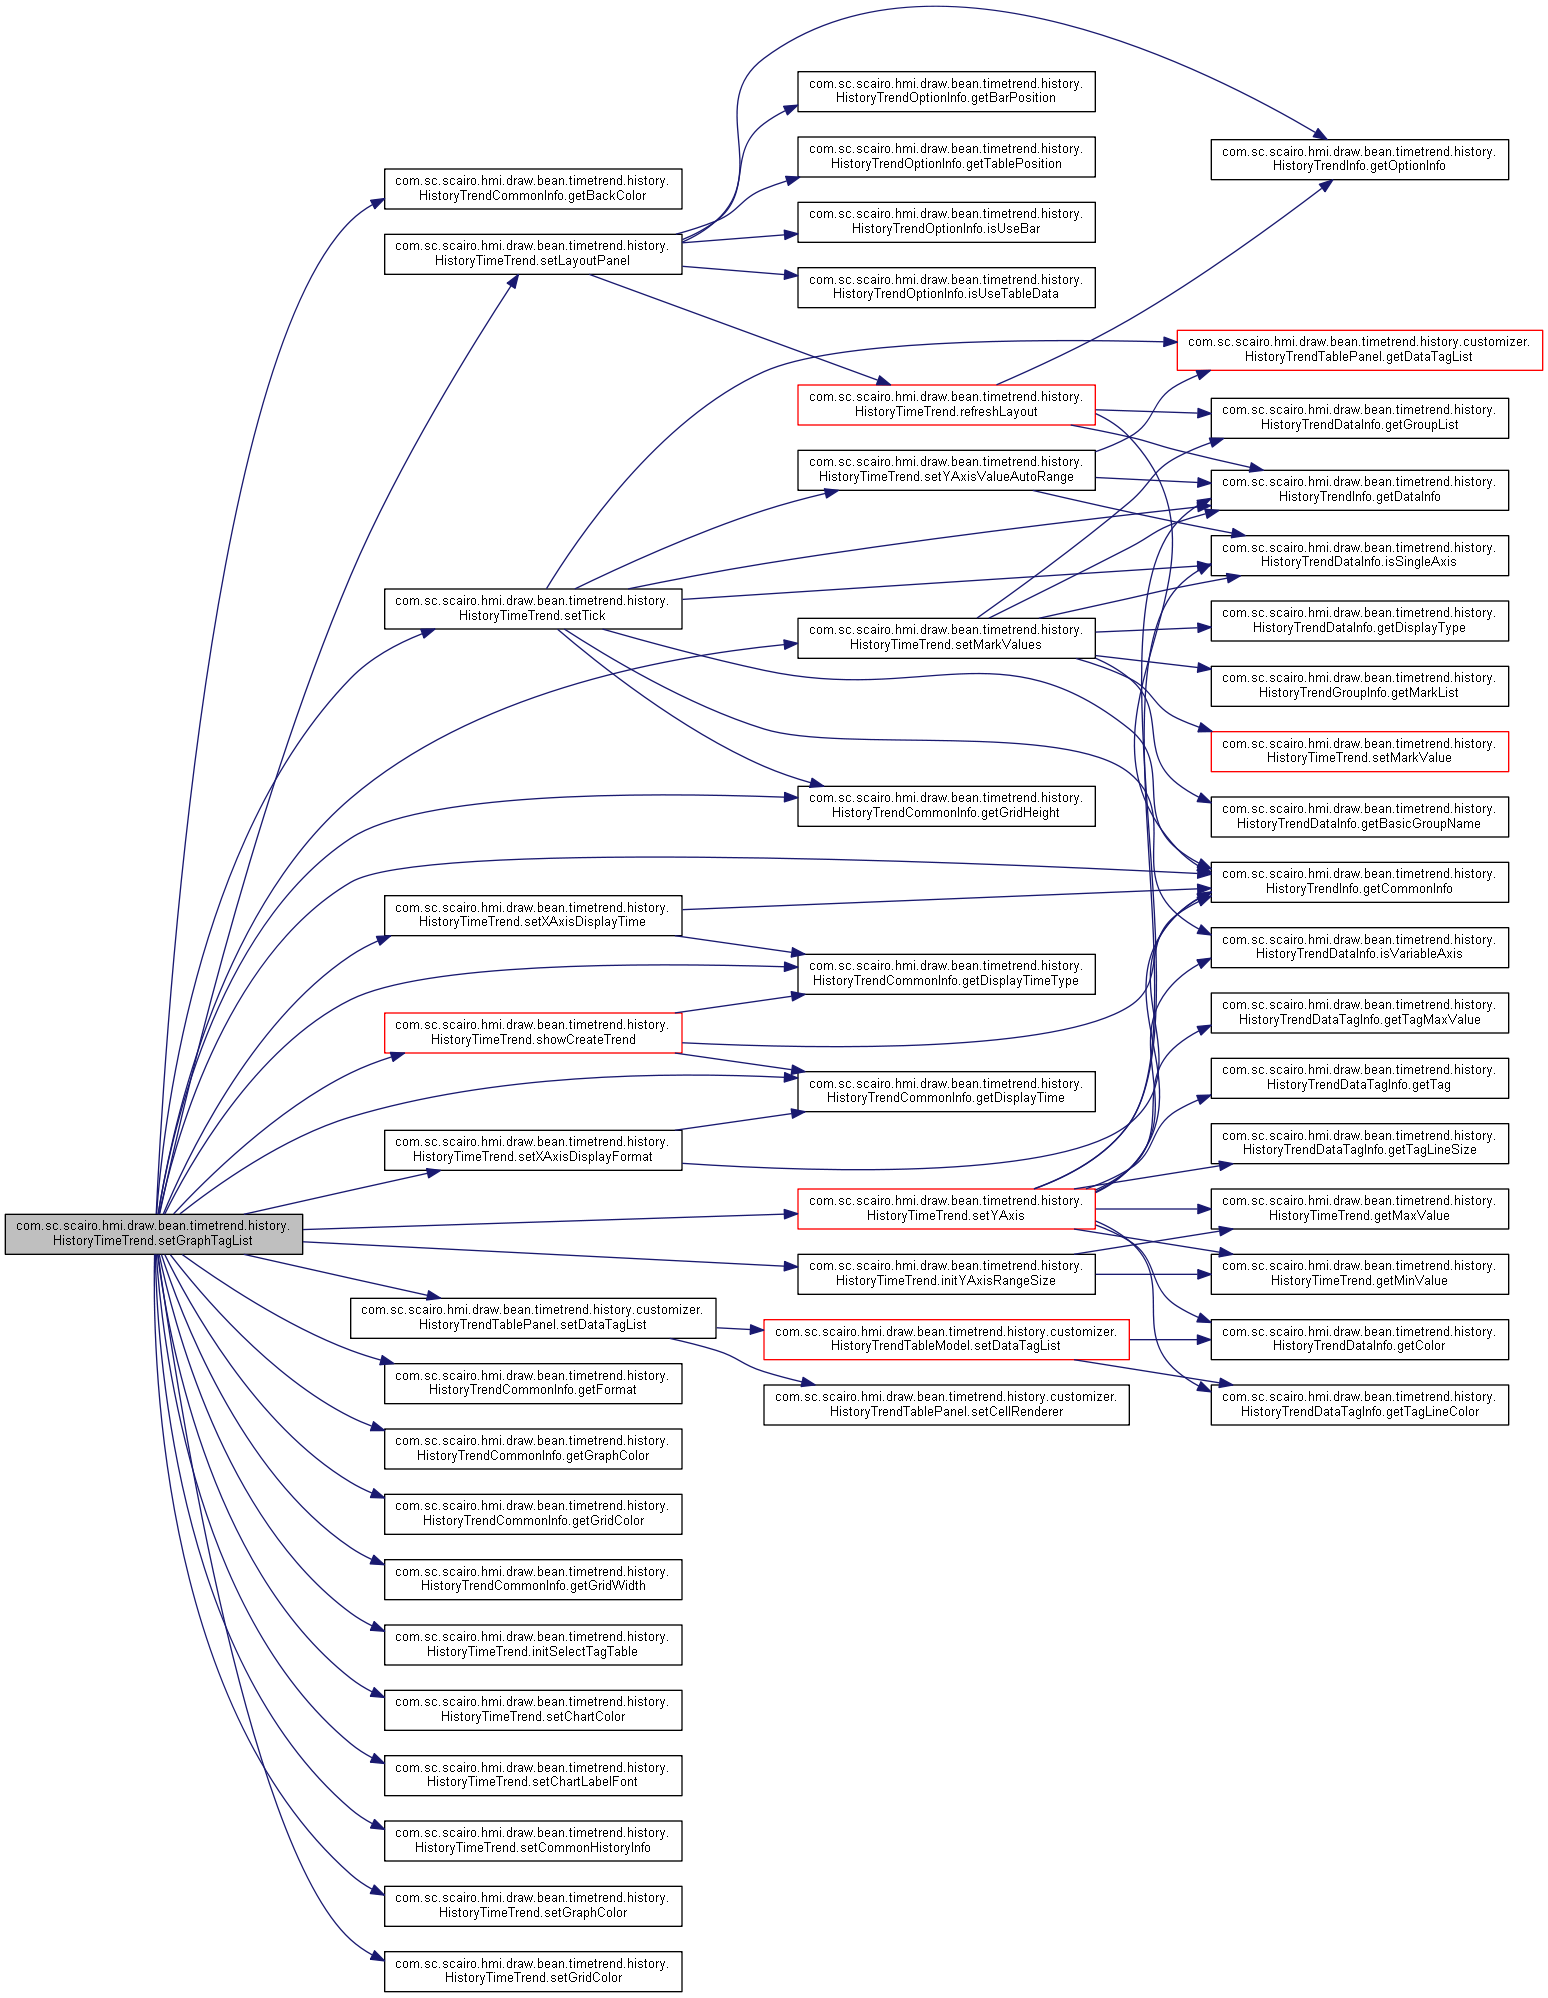 com.sc.scairo.hmi.draw.bean.timetrend.history.
HistoryTimeTrend.setGraphTagList
com.sc.scairo.hmi.draw.bean.timetrend.history.
HistoryTrendCommonInfo.getBackColor
com.sc.scairo.hmi.draw.bean.timetrend.history.
HistoryTimeTrend.setLayoutPanel
com.sc.scairo.hmi.draw.bean.timetrend.history.
HistoryTimeTrend.setTick
com.sc.scairo.hmi.draw.bean.timetrend.history.
HistoryTimeTrend.setXAxisDisplayTime
com.sc.scairo.hmi.draw.bean.timetrend.history.
HistoryTimeTrend.showCreateTrend
com.sc.scairo.hmi.draw.bean.timetrend.history.
HistoryTimeTrend.setXAxisDisplayFormat
com.sc.scairo.hmi.draw.bean.timetrend.history.customizer.
HistoryTrendTablePanel.setDataTagList
com.sc.scairo.hmi.draw.bean.timetrend.history.
HistoryTrendCommonInfo.getFormat
com.sc.scairo.hmi.draw.bean.timetrend.history.
HistoryTrendCommonInfo.getGraphColor
com.sc.scairo.hmi.draw.bean.timetrend.history.
HistoryTrendCommonInfo.getGridColor
com.sc.scairo.hmi.draw.bean.timetrend.history.
HistoryTrendCommonInfo.getGridWidth
com.sc.scairo.hmi.draw.bean.timetrend.history.
HistoryTimeTrend.initSelectTagTable
com.sc.scairo.hmi.draw.bean.timetrend.history.
HistoryTimeTrend.setChartColor
com.sc.scairo.hmi.draw.bean.timetrend.history.
HistoryTimeTrend.setChartLabelFont
com.sc.scairo.hmi.draw.bean.timetrend.history.
HistoryTimeTrend.setCommonHistoryInfo
com.sc.scairo.hmi.draw.bean.timetrend.history.
HistoryTimeTrend.setGraphColor
com.sc.scairo.hmi.draw.bean.timetrend.history.
HistoryTimeTrend.setGridColor
com.sc.scairo.hmi.draw.bean.timetrend.history.
HistoryTrendOptionInfo.getBarPosition
com.sc.scairo.hmi.draw.bean.timetrend.history.
HistoryTrendOptionInfo.getTablePosition
com.sc.scairo.hmi.draw.bean.timetrend.history.
HistoryTrendOptionInfo.isUseBar
com.sc.scairo.hmi.draw.bean.timetrend.history.
HistoryTrendOptionInfo.isUseTableData
com.sc.scairo.hmi.draw.bean.timetrend.history.
HistoryTimeTrend.refreshLayout
com.sc.scairo.hmi.draw.bean.timetrend.history.
HistoryTimeTrend.setYAxisValueAutoRange
com.sc.scairo.hmi.draw.bean.timetrend.history.
HistoryTimeTrend.setMarkValues
com.sc.scairo.hmi.draw.bean.timetrend.history.
HistoryTrendCommonInfo.getGridHeight
com.sc.scairo.hmi.draw.bean.timetrend.history.
HistoryTrendCommonInfo.getDisplayTimeType
com.sc.scairo.hmi.draw.bean.timetrend.history.
HistoryTrendCommonInfo.getDisplayTime
com.sc.scairo.hmi.draw.bean.timetrend.history.
HistoryTimeTrend.setYAxis
com.sc.scairo.hmi.draw.bean.timetrend.history.
HistoryTimeTrend.initYAxisRangeSize
com.sc.scairo.hmi.draw.bean.timetrend.history.customizer.
HistoryTrendTableModel.setDataTagList
com.sc.scairo.hmi.draw.bean.timetrend.history.customizer.
HistoryTrendTablePanel.setCellRenderer
com.sc.scairo.hmi.draw.bean.timetrend.history.
HistoryTrendInfo.getOptionInfo
com.sc.scairo.hmi.draw.bean.timetrend.history.customizer.
HistoryTrendTablePanel.getDataTagList
com.sc.scairo.hmi.draw.bean.timetrend.history.
HistoryTrendDataInfo.getGroupList
com.sc.scairo.hmi.draw.bean.timetrend.history.
HistoryTrendInfo.getDataInfo
com.sc.scairo.hmi.draw.bean.timetrend.history.
HistoryTrendDataInfo.isSingleAxis
com.sc.scairo.hmi.draw.bean.timetrend.history.
HistoryTrendDataInfo.getDisplayType
com.sc.scairo.hmi.draw.bean.timetrend.history.
HistoryTrendGroupInfo.getMarkList
com.sc.scairo.hmi.draw.bean.timetrend.history.
HistoryTimeTrend.setMarkValue
com.sc.scairo.hmi.draw.bean.timetrend.history.
HistoryTrendDataInfo.getBasicGroupName
com.sc.scairo.hmi.draw.bean.timetrend.history.
HistoryTrendInfo.getCommonInfo
com.sc.scairo.hmi.draw.bean.timetrend.history.
HistoryTrendDataInfo.isVariableAxis
com.sc.scairo.hmi.draw.bean.timetrend.history.
HistoryTrendDataTagInfo.getTagMaxValue
com.sc.scairo.hmi.draw.bean.timetrend.history.
HistoryTrendDataTagInfo.getTag
com.sc.scairo.hmi.draw.bean.timetrend.history.
HistoryTrendDataTagInfo.getTagLineSize
com.sc.scairo.hmi.draw.bean.timetrend.history.
HistoryTimeTrend.getMaxValue
com.sc.scairo.hmi.draw.bean.timetrend.history.
HistoryTimeTrend.getMinValue
com.sc.scairo.hmi.draw.bean.timetrend.history.
HistoryTrendDataInfo.getColor
com.sc.scairo.hmi.draw.bean.timetrend.history.
HistoryTrendDataTagInfo.getTagLineColor